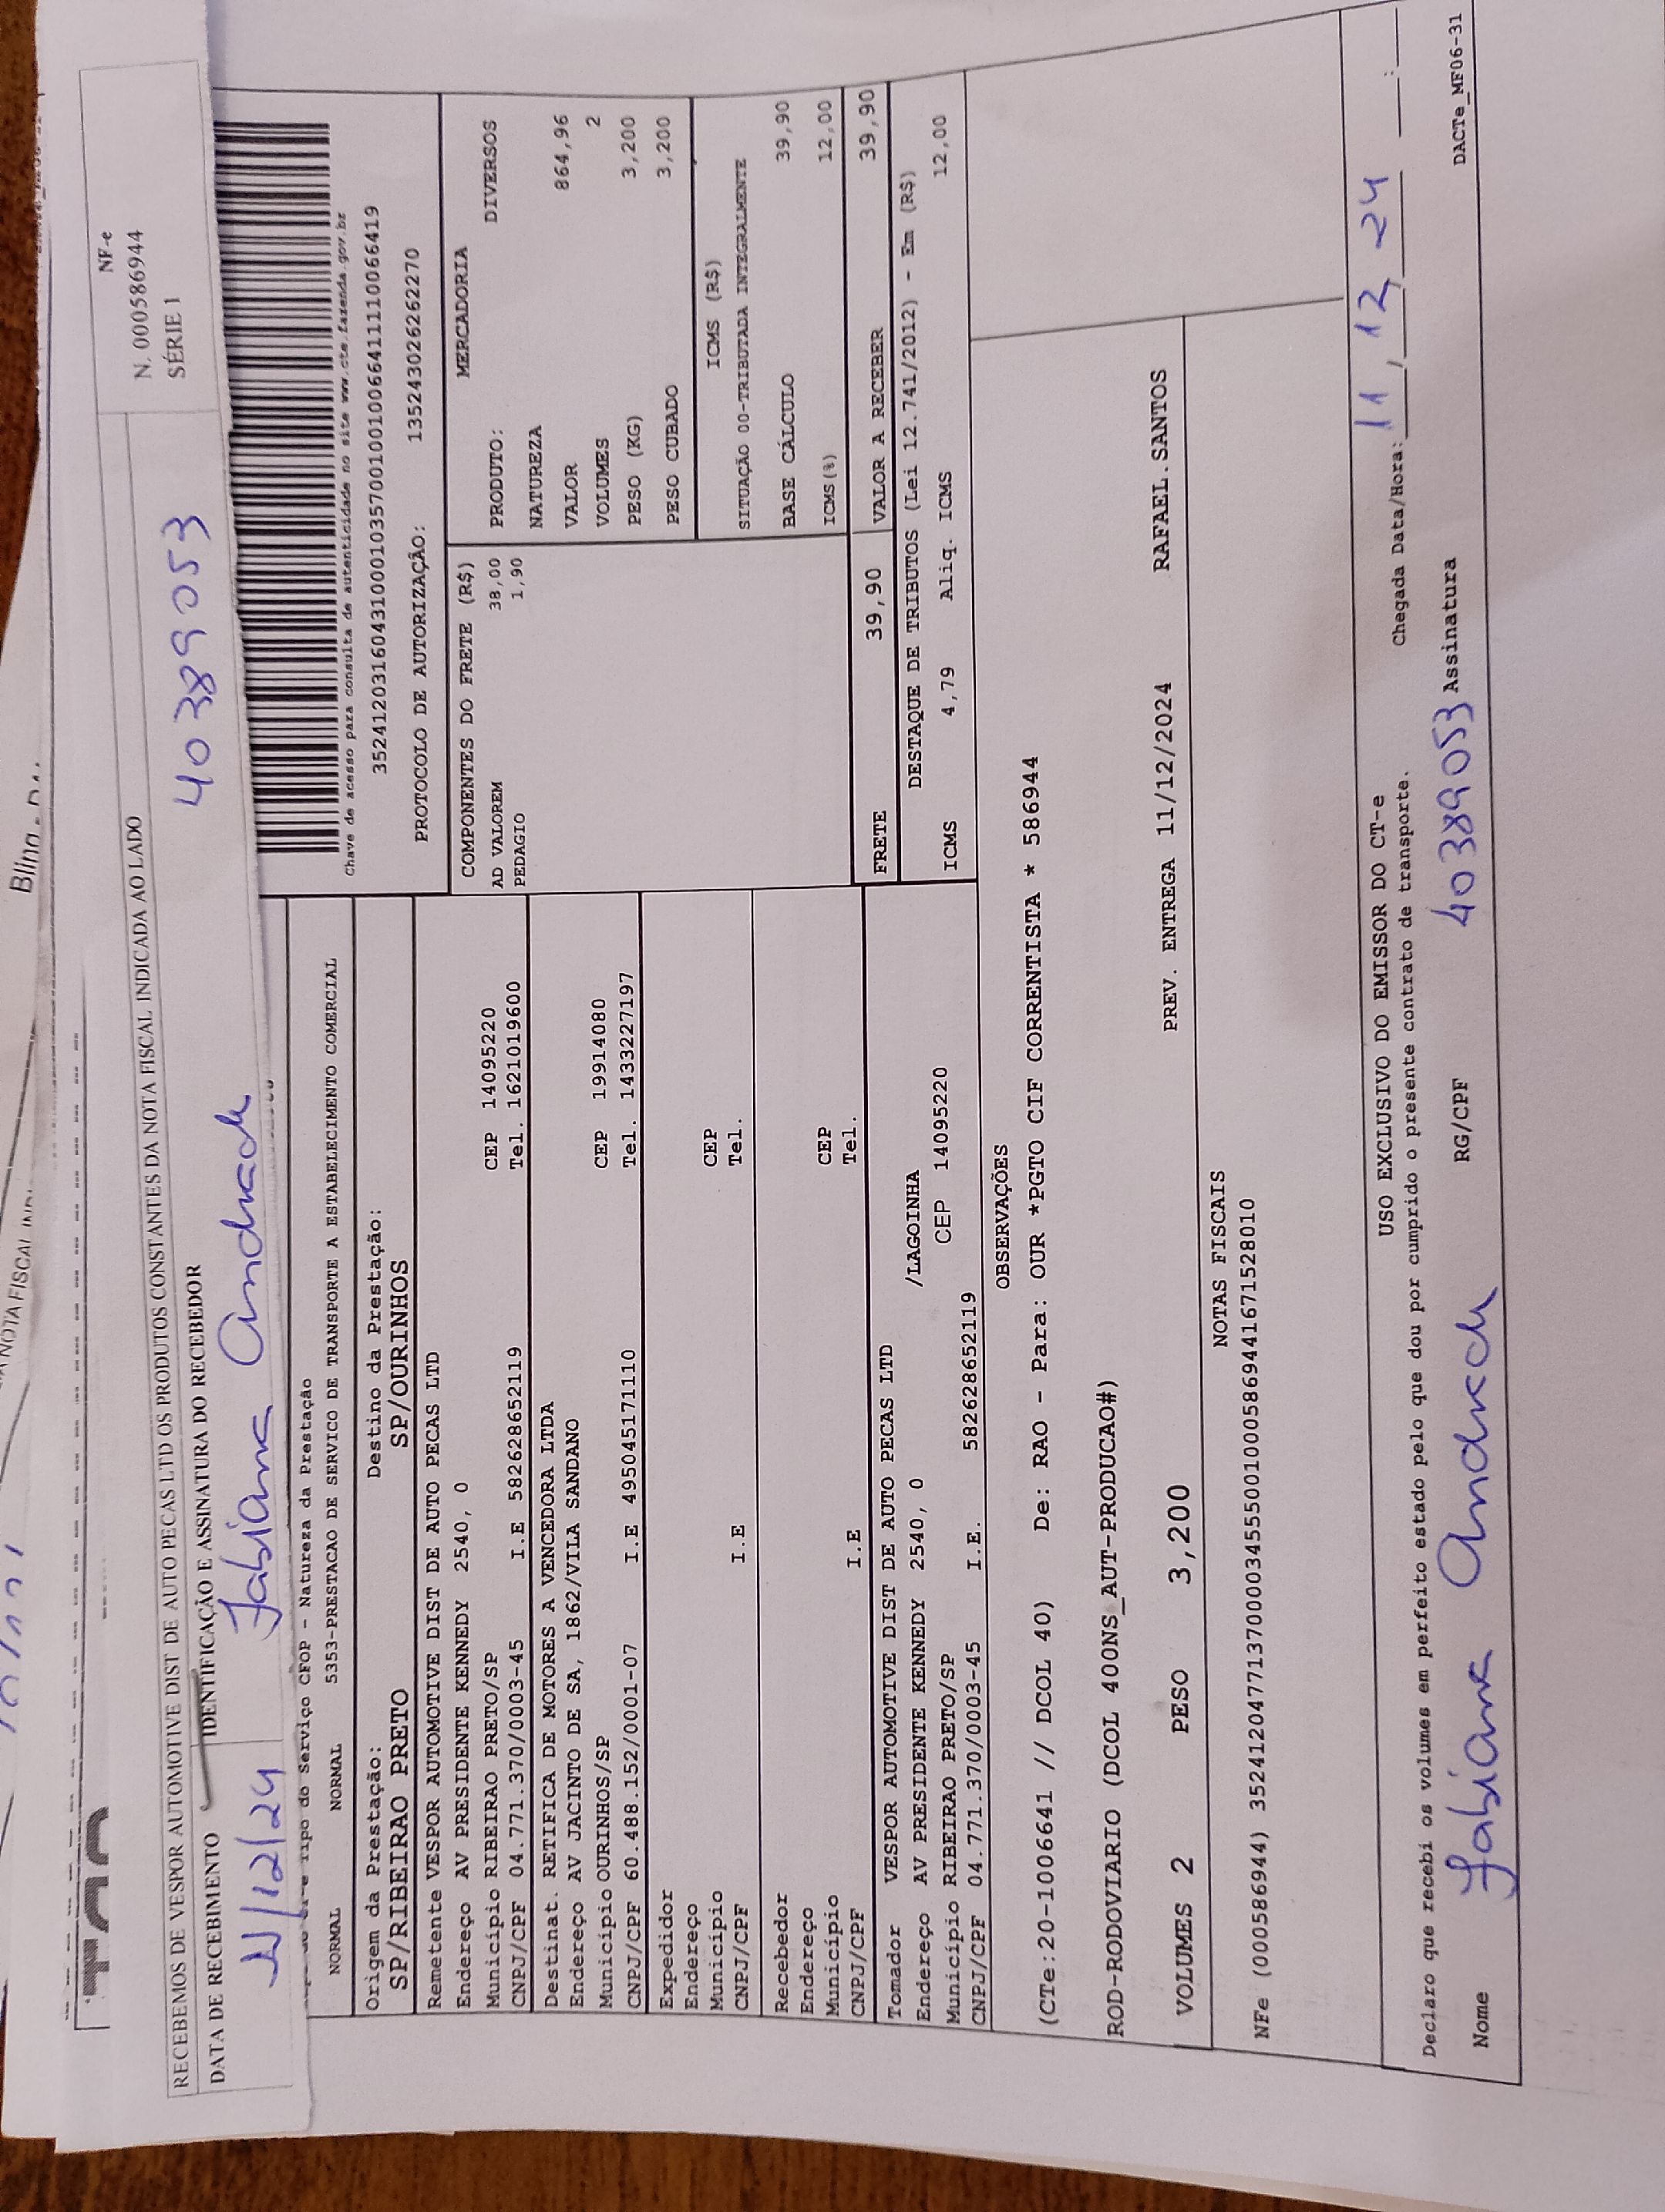 NF-e
N. 000586944
SÉRIE 1
RECEBEMOS DE VESPOR AUTOMOTIVE DIST DE AUTO PECAS LTD OS PRODUTOS CONSTANTES DA NOTA FISCAL INDICADA AO LADO
DATA DE RECEBIMENTO IDENTIFICAÇÃO E ASSINATURA DO RECEBEDOR
11/12/24 Fabiana Andrade 40389053
Chave de acesso para consulta de autenticidade no site www.cte.fazenda.gov.br
35241203160431000103570010010066411110066419
PROTOCOLO DE AUTORIZAÇÃO: 135243026262270
Tipo do Serviço CFOP - Natureza da Prestação
NORMAL NORMAL 5353-PRESTACAO DE SERVICO DE TRANSPORTE A ESTABELECIMENTO COMERCIAL
Origem da Prestação: Destino da Prestação:
SP/RIBEIRAO PRETO SP/OURINHOS
Remetente VESPOR AUTOMOTIVE DIST DE AUTO PECAS LTD
Endereço AV PRESIDENTE KENNEDY 2540, 0
Município RIBEIRAO PRETO/SP CEP 14095220
CNPJ/CPF 04.771.370/0003-45 I.E 582628652119 Tel. 1621019600
Destinat. RETIFICA DE MOTORES A VENCEDORA LTDA
Endereço AV JACINTO DE SA, 1862/VILA SANDANO
Município OURINHOS/SP CEP 19914080
CNPJ/CPF 60.488.152/0001-07 I.E 495045171110 Tel. 1433227197
Expedidor
Endereço
Município CEP
CNPJ/CPF I.E Tel.
Recebedor
Endereço
Município CEP
CNPJ/CPF I.E Tel.
Tomador VESPOR AUTOMOTIVE DIST DE AUTO PECAS LTD
Endereço AV PRESIDENTE KENNEDY 2540, 0 /LAGOINHA
Município RIBEIRAO PRETO/SP CEP 14095220
CNPJ/CPF 04.771.370/0003-45 I.E. 582628652119
COMPONENTES DO FRETE (R$)
AD VALOREM 38,00
PEDAGIO 1,90
MERCADORIA
PRODUTO: DIVERSOS
NATUREZA
VALOR 864,96
VOLUMES 2
PESO (KG) 3,200
PESO CUBADO 3,200
ICMS (R$)
SITUAÇÃO 00-TRIBUTADA INTEGRALMENTE
BASE CÁLCULO 39,90
ICMS(%) 12,00
FRETE 39,90 VALOR A RECEBER 39,90
DESTAQUE DE TRIBUTOS (Lei 12.741/2012) - Em (R$)
ICMS 4,79 Aliq. ICMS 12,00
OBSERVAÇÕES
(CTe:20-1006641 // DCOL 40) De: RAO - Para: OUR *PGTO CIF CORRENTISTA * 586944
ROD-RODOVIARIO (DCOL 400NS_AUT-PRODUCAO#)
VOLUMES 2 PESO 3,200 PREV. ENTREGA 11/12/2024 RAFAEL.SANTOS
NOTAS FISCAIS
NFe (000586944) 35241204771370000345550010005869441671528010
USO EXCLUSIVO DO EMISSOR DO CT-e
Declaro que recebi os volumes em perfeito estado pelo que dou por cumprido o presente contrato de transporte. Chegada Data/Hora: 11/12/24 __:__
Nome Fabiana Andrade RG/CPF 40389053 Assinatura
DACTe_MF06-31